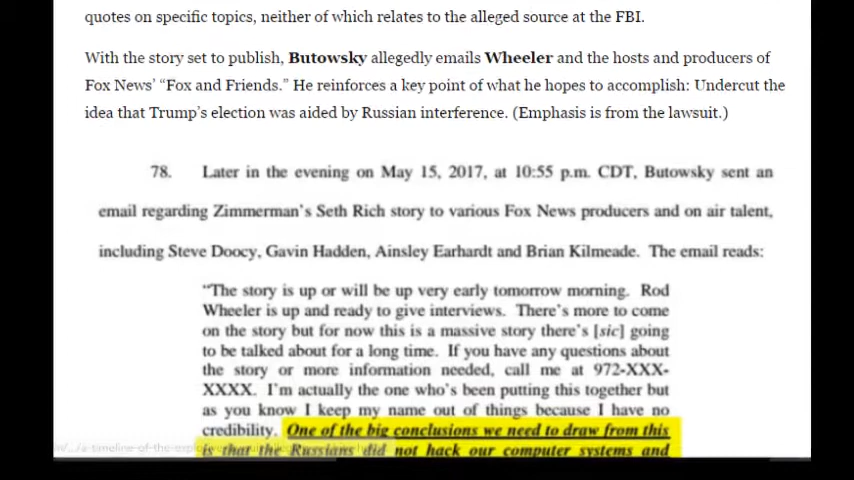 quotes on specific topics, neither of which relates to the alleged source at the FBI.
With the story set to publish, Butowsky allegedly emails Wheeler and the hosts and producers of
Fox News' “Fox and Friends.” He reinforces a key point of what he hopes to accomplish: Undercut the
idea that Trump's election was aided by Russian interference. (Emphasis is from the lawsuit.)
78. Later in the evening on May 15, 2017, at 10:55 p.m. CDT, Butowsky sent an
email regarding Zimmerman's Seth Rich story to various Fox News producers and on air talent,
including Steve Doocy, Gavin Hadden, Ainsley Earhardt and Brian Kilmeade. The email reads:
“The story is up or will be up very early tomorrow morning. Rod
Wheeler is up and ready to give interviews. There's more to come
on the story but for now this is a massive story there's [sic] going
to be talked about for a long time. If you have any questions about
the story or more information needed, call me at 972-XXX-
XXXX. I'm actually the one who's been putting this together but
as you know I keep my name out of things because I have no
credibility. One of the big conclusions we need to draw from this
is that the Russians did not hack our computer systems and